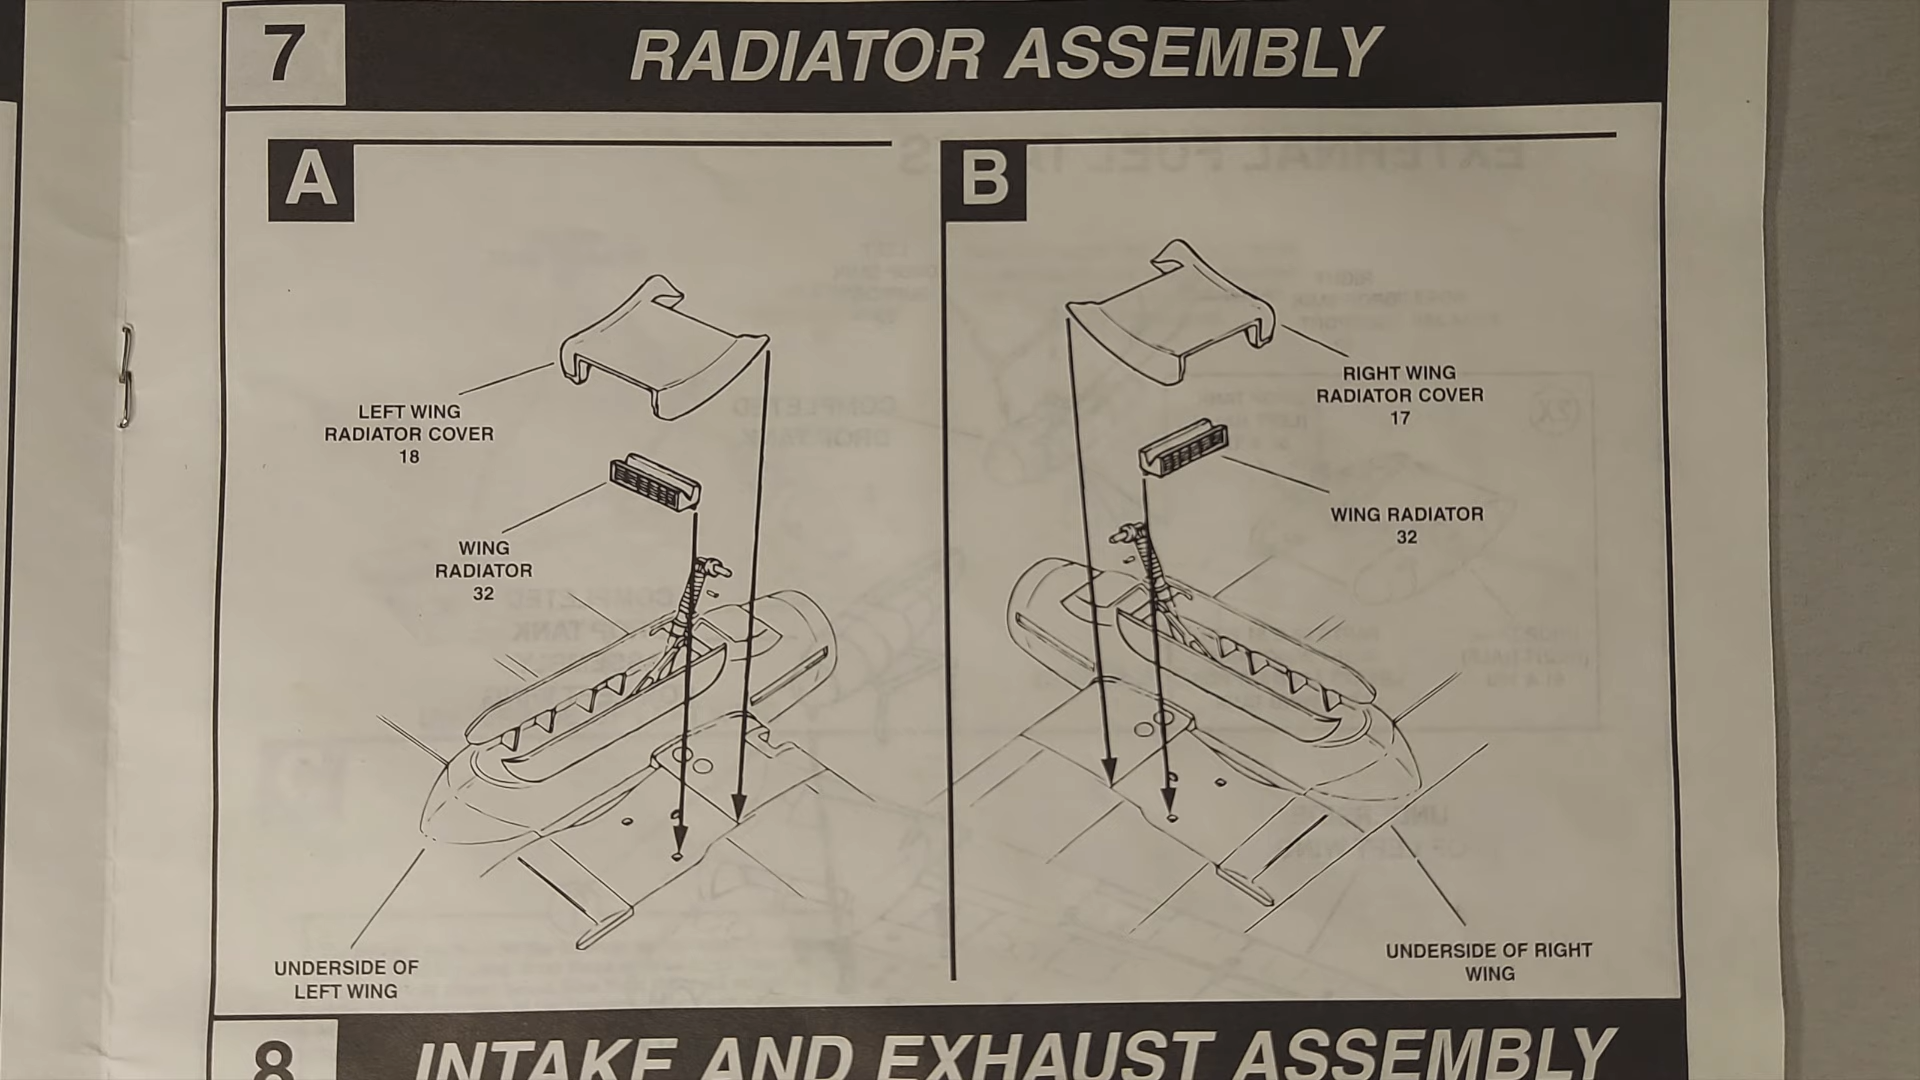 7
RADIATOR ASSEMBLY
A
LEFT WING
RADIATOR COVER
18
WING
RADIATOR
32
UNDERSIDE OF
LEFT WING
B
RIGHT WING
RADIATOR COVER
17
WING RADIATOR
32
UNDERSIDE OF RIGHT
WING
8
INTAKE AND EXHAUST ASSEMBLY